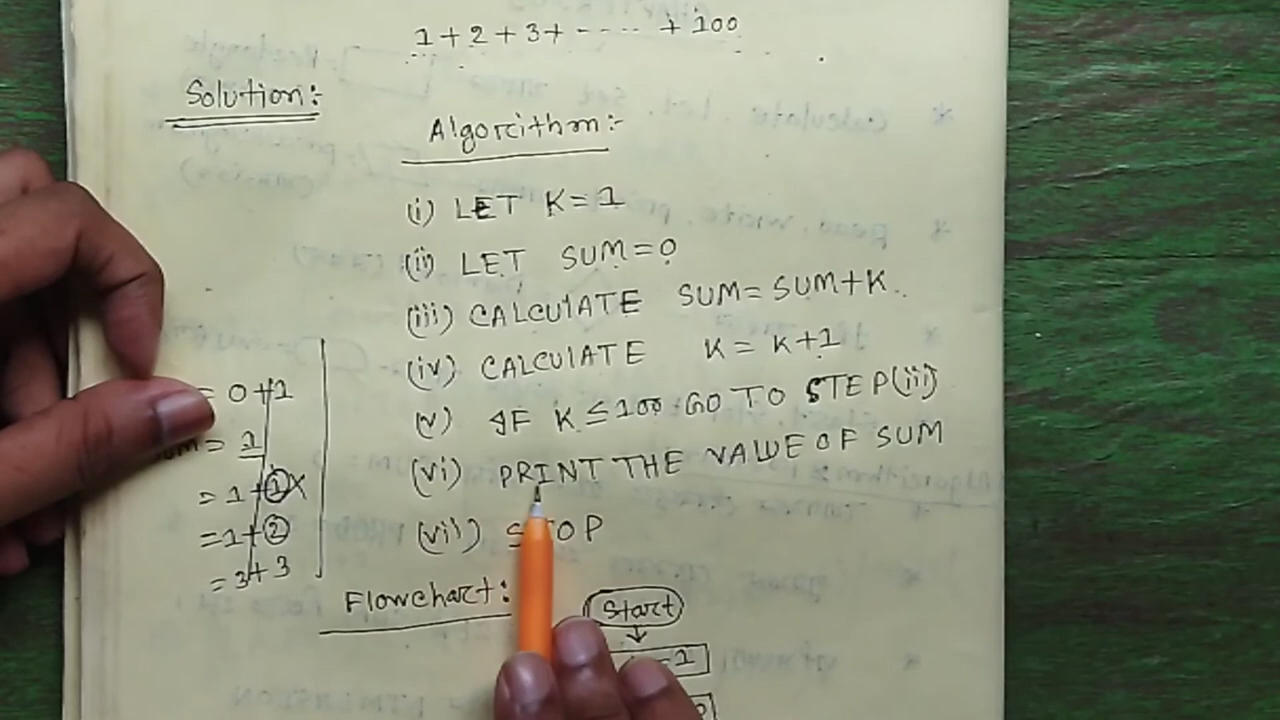 1 + 2 + 3 + - ... + 100
Solution :-
Algorithm :-
(i) LET K = 1
(ii) LET SUM = 0
(iii) CALCULATE SUM = SUM + K
(iv) CALCULATE K = K + 1
(v) IF K ≤ 100 GO TO STEP (iii)
(vi) PRINT THE VALUE OF SUM
(vii) STOP
= 0 + 1
= 1
= 1 + 1 X
= 1 + 2
= 3 + 3
Flowchart :
Start
= 1